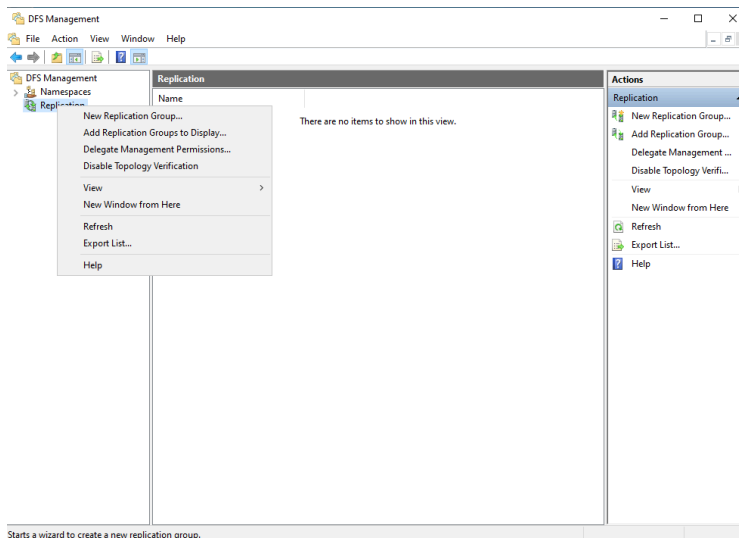 DFS Management
File Action View Window Help
DFS Management
Namespaces
Replication
Replication
Name
There are no items to show in this view.
New Replication Group...
Add Replication Groups to Display...
Delegate Management Permissions...
Disable Topology Verification
View
New Window from Here
Refresh
Export List...
Help
Actions
Replication
New Replication Group...
Add Replication Group...
Delegate Management ...
Disable Topology Verifi...
View
New Window from Here
Refresh
Export List...
Help
Starts a wizard to create a new replication group.